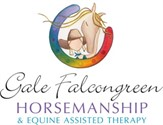 Gale Falcongreen
HORSEMANSHIP
& EQUINE ASSISTED THERAPY